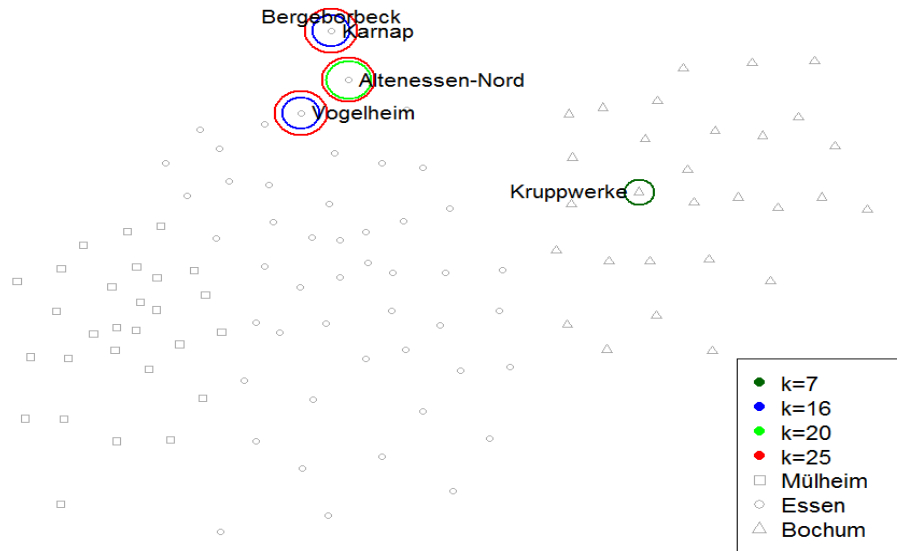 Bergeborbeck
Karnap
Altenessen-Nord
Vogelheim
Kruppwerke
k=7
k=16
k=20
k=25
Mülheim
Essen
Bochum